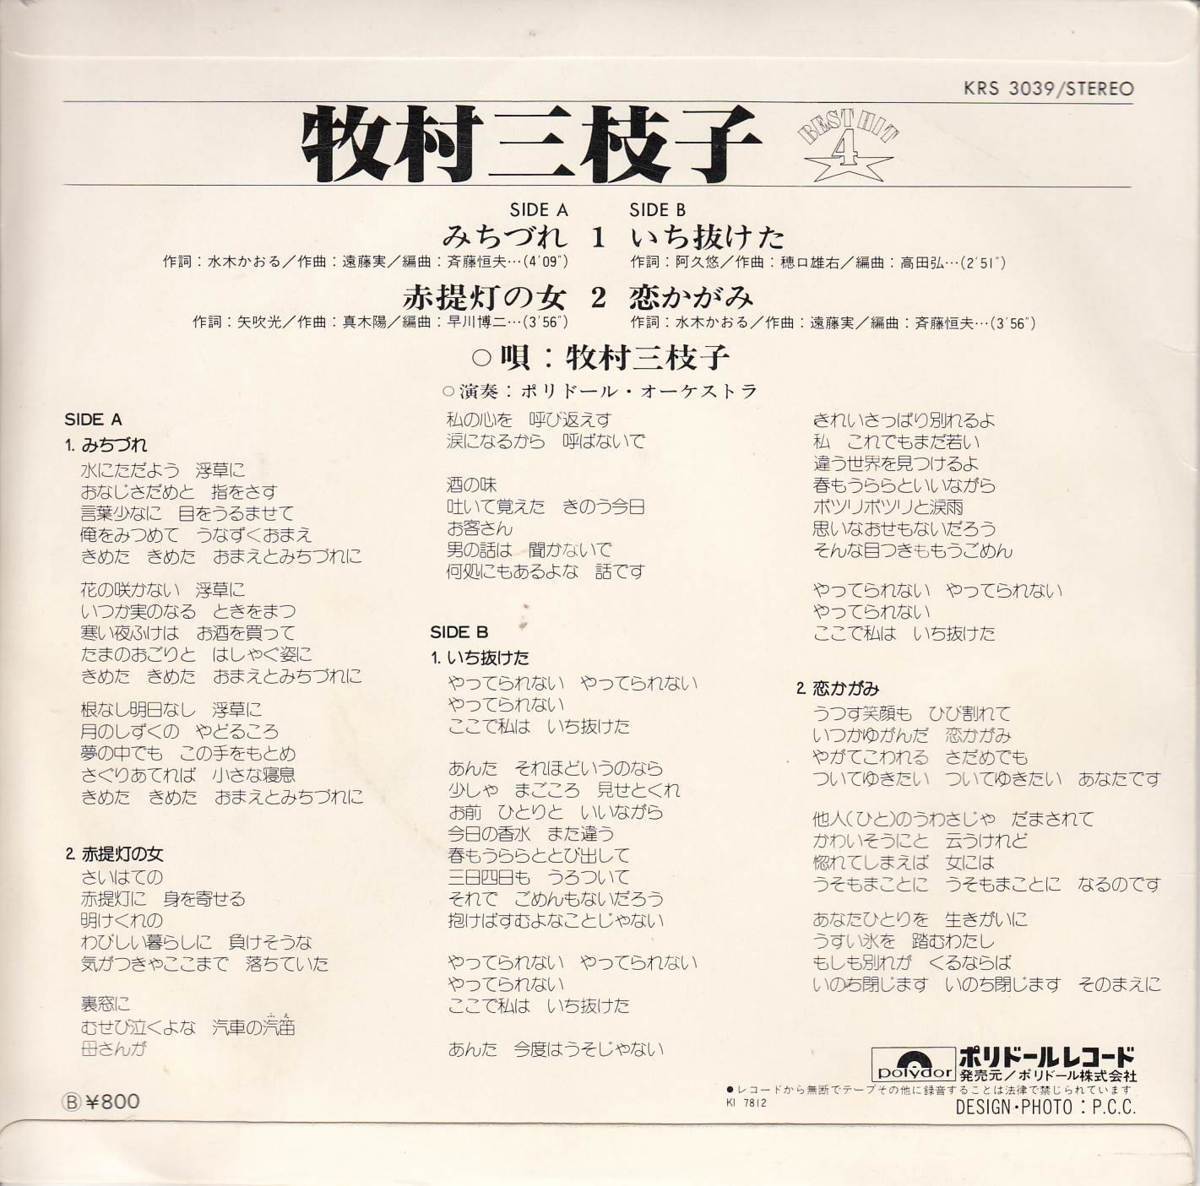 KRS 3039/STEREO
牧村三枝子
BEST HIT
4
SIDE A
みちづれ 1
作詞：水木かおる／作曲：遠藤実／編曲：斉藤恒夫…(4′09″)
赤提灯の女 2
作詞：矢吹光／作曲：真木陽／編曲：早川博二…(3′56″)
SIDE B
いち抜けた
作詞：阿久悠／作曲：穂口雄右／編曲：高田弘…(2′51″)
恋かがみ
作詞：水木かおる／作曲：遠藤実／編曲：斉藤恒夫…(3′56″)
○唄：牧村三枝子
○演奏：ポリドール・オーケストラ
SIDE A
1. みちづれ
水にただよう 浮草に
おなじさだめと 指をさす
言葉少なに 目をうるませて
俺をみつめて うなずくおまえ
きめた きめた おまえとみちづれに
花の咲かない 浮草に
いつか実のなる ときをまつ
寒い夜ふけは お酒を買って
たまのおごりと はしゃぐ姿に
きめた きめた おまえとみちづれに
根なし明日なし 浮草に
月のしずくの やどるころ
夢の中でも この手をもとめ
さぐりあてれば 小さな寝息
きめた きめた おまえとみちづれに
2. 赤提灯の女
さいはての
赤提灯に 身を寄せる
明けくれの
わびしい暮らしに 負けそうな
気がつきゃここまで 落ちていた
裏窓に
むせび泣くよな 汽車の汽笛
母さんが
私の心を 呼び返えす
涙になるから 呼ばないで
酒の味
吐いて覚えた きのう今日
お客さん
男の話は 聞かないで
何処にもあるよな 話です
SIDE B
1. いち抜けた
やってられない やってられない
やってられない
ここで私は いち抜けた
あんた それほどいうのなら
少しゃ まごころ 見せとくれ
お前 ひとりと いいながら
今日の香水 また違う
春もうららととび出して
三日四日も うろついて
それで ごめんもないだろう
抱けばすむよなことじゃない
やってられない やってられない
やってられない
ここで私は いち抜けた
あんた 今度はうそじゃない
きれいさっぱり別れるよ
私 これでもまだ若い
違う世界を見つけるよ
春もうららといいながら
ポツリポツリと涙雨
思いなおせもないだろう
そんな目つきももうごめん
やってられない やってられない
やってられない
ここで私は いち抜けた
2. 恋かがみ
うつす笑顔も ひび割れて
いつかゆがんだ 恋かがみ
やがてこわれる さだめでも
ついてゆきたい ついてゆきたい あなたです
他人(ひと)のうわさじゃ だまされて
かわいそうにと 云うけれど
惚れてしまえば 女には
うそもまことに うそもまことに なるのです
あなたひとりを 生きがいに
うすい氷を 踏むわたし
もしも別れが くるならば
いのち閉じます いのち閉じます そのまえに
polydor
ポリドールレコード
発売元／ポリドール株式会社
●レコードから無断でテープその他に録音することは法律で禁じられています
KI 7812
DESIGN・PHOTO：P.C.C.
Ⓑ ¥800